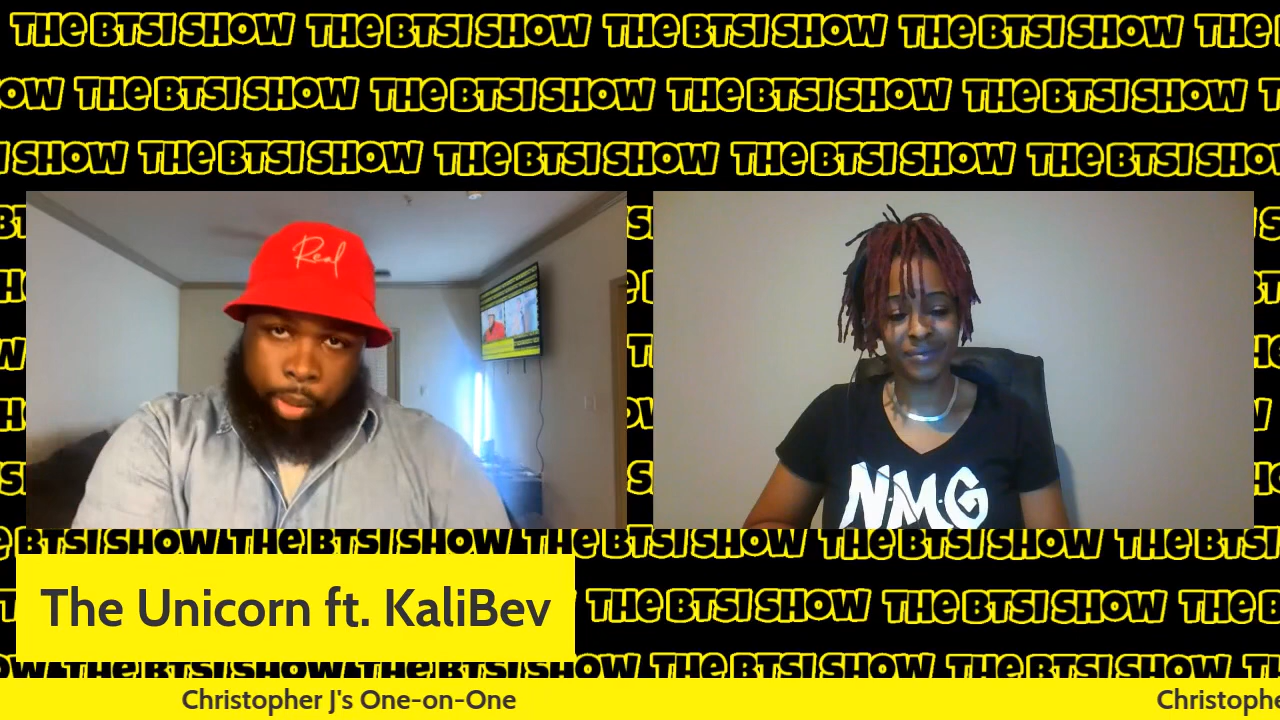 THe BTSI SHOW THe BTSI SHOW THe BTSI SHOW THe BTSI SHOW THe
OW THe BTSI SHOW THe BTSI SHOW THe BTSI SHOW THe BTSI SHOW
I SHOW THe BTSI SHOW THe BTSI SHOW THe BTSI SHOW THe BTSI SHOW
Real
NMG
e BTSI SHOW THe BTSI SHOW THe BTSI SHOW THe BTSI SHOW THe BTSI
The Unicorn ft. KaliBev
THe BTSI SHOW THe BTSI SHOW THe B
OW THe BTSI SHOW THe BTSI SHOW THe BTSI SHOW THe BTSI SHOW
Christopher J's One-on-One
Christophe